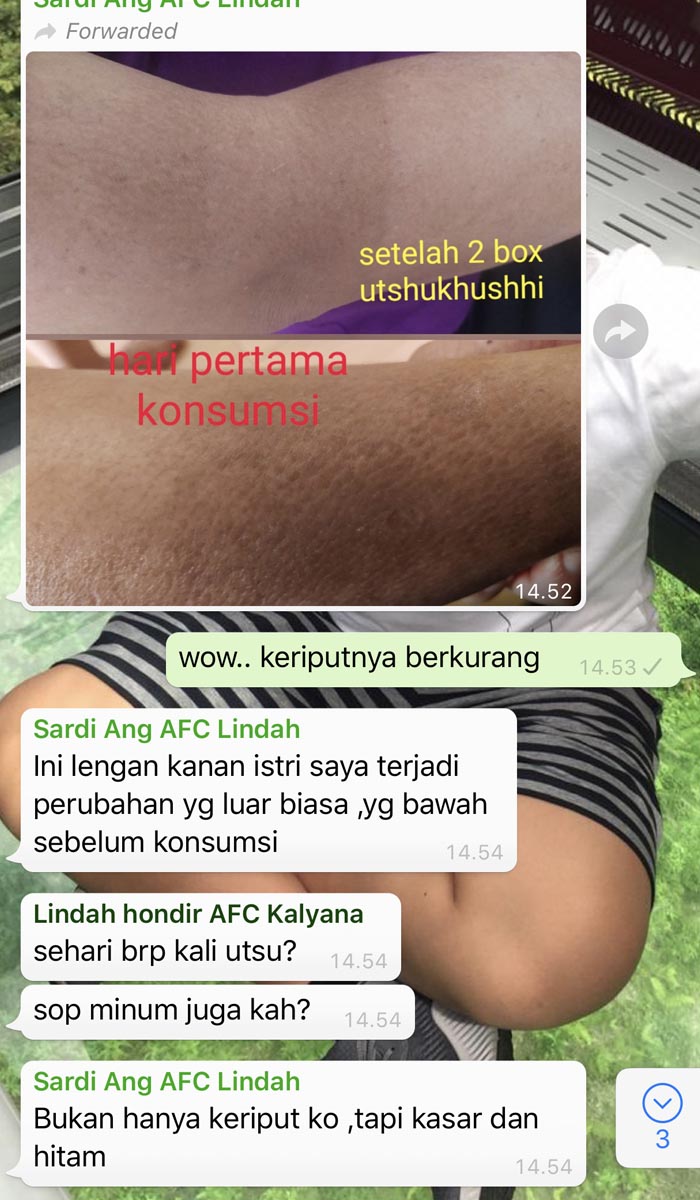 Sardi Ang AFC Lindah
Forwarded
setelah 2 box
utshukhushhi
hari pertama
konsumsi
14.52
wow.. keriputnya berkurang
14.53
Sardi Ang AFC Lindah
Ini lengan kanan istri saya terjadi
perubahan yg luar biasa ,yg bawah
sebelum konsumsi
14.54
Lindah hondir AFC Kalyana
sehari brp kali utsu?
14.54
sop minum juga kah?
14.54
Sardi Ang AFC Lindah
Bukan hanya keriput ko ,tapi kasar dan
hitam
14.54
3